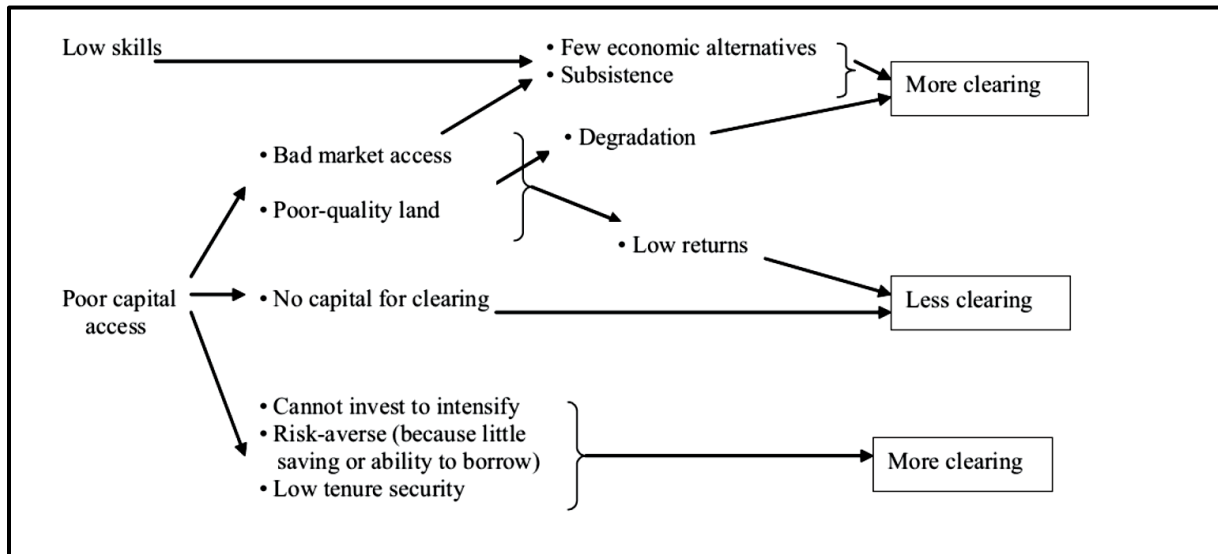 Low skills
• Few economic alternatives
• Subsistence
More clearing
• Degradation
• Bad market access
• Poor-quality land
• Low returns
Poor capital
access
• No capital for clearing
Less clearing
• Cannot invest to intensify
• Risk-averse (because little
saving or ability to borrow)
• Low tenure security
More clearing